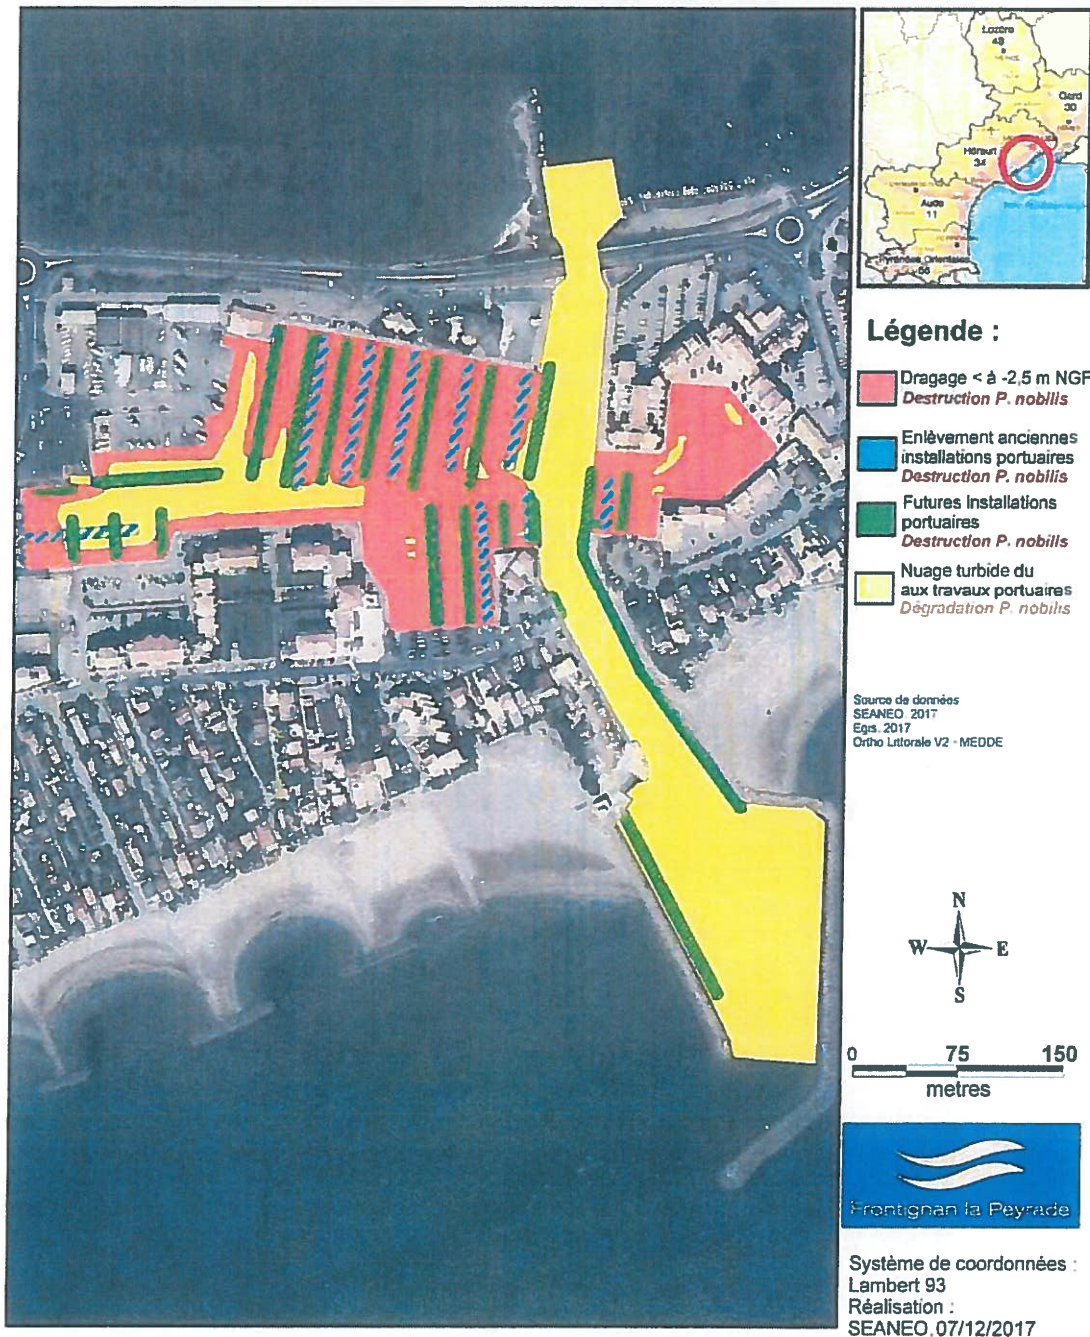 Lozère
48
Gard
30
Hérault
34
Aude
11
Pyrénées Orientales
66
Légende :
Dragage < à -2,5 m NGF
Destruction P. nobilis
Enlèvement anciennes
installations portuaires
Destruction P. nobilis
Futures Installations
portuaires
Destruction P. nobilis
Nuage turbide du
aux travaux portuaires
Dégradation P. nobilis
Source de données
SEANEO, 2017
Egis, 2017
Ortho Littorale V2 - MEDDE
N
W E
S
0 75 150
metres
Frontignan la Peyrade
Système de coordonnées :
Lambert 93
Réalisation :
SEANEO, 07/12/2017